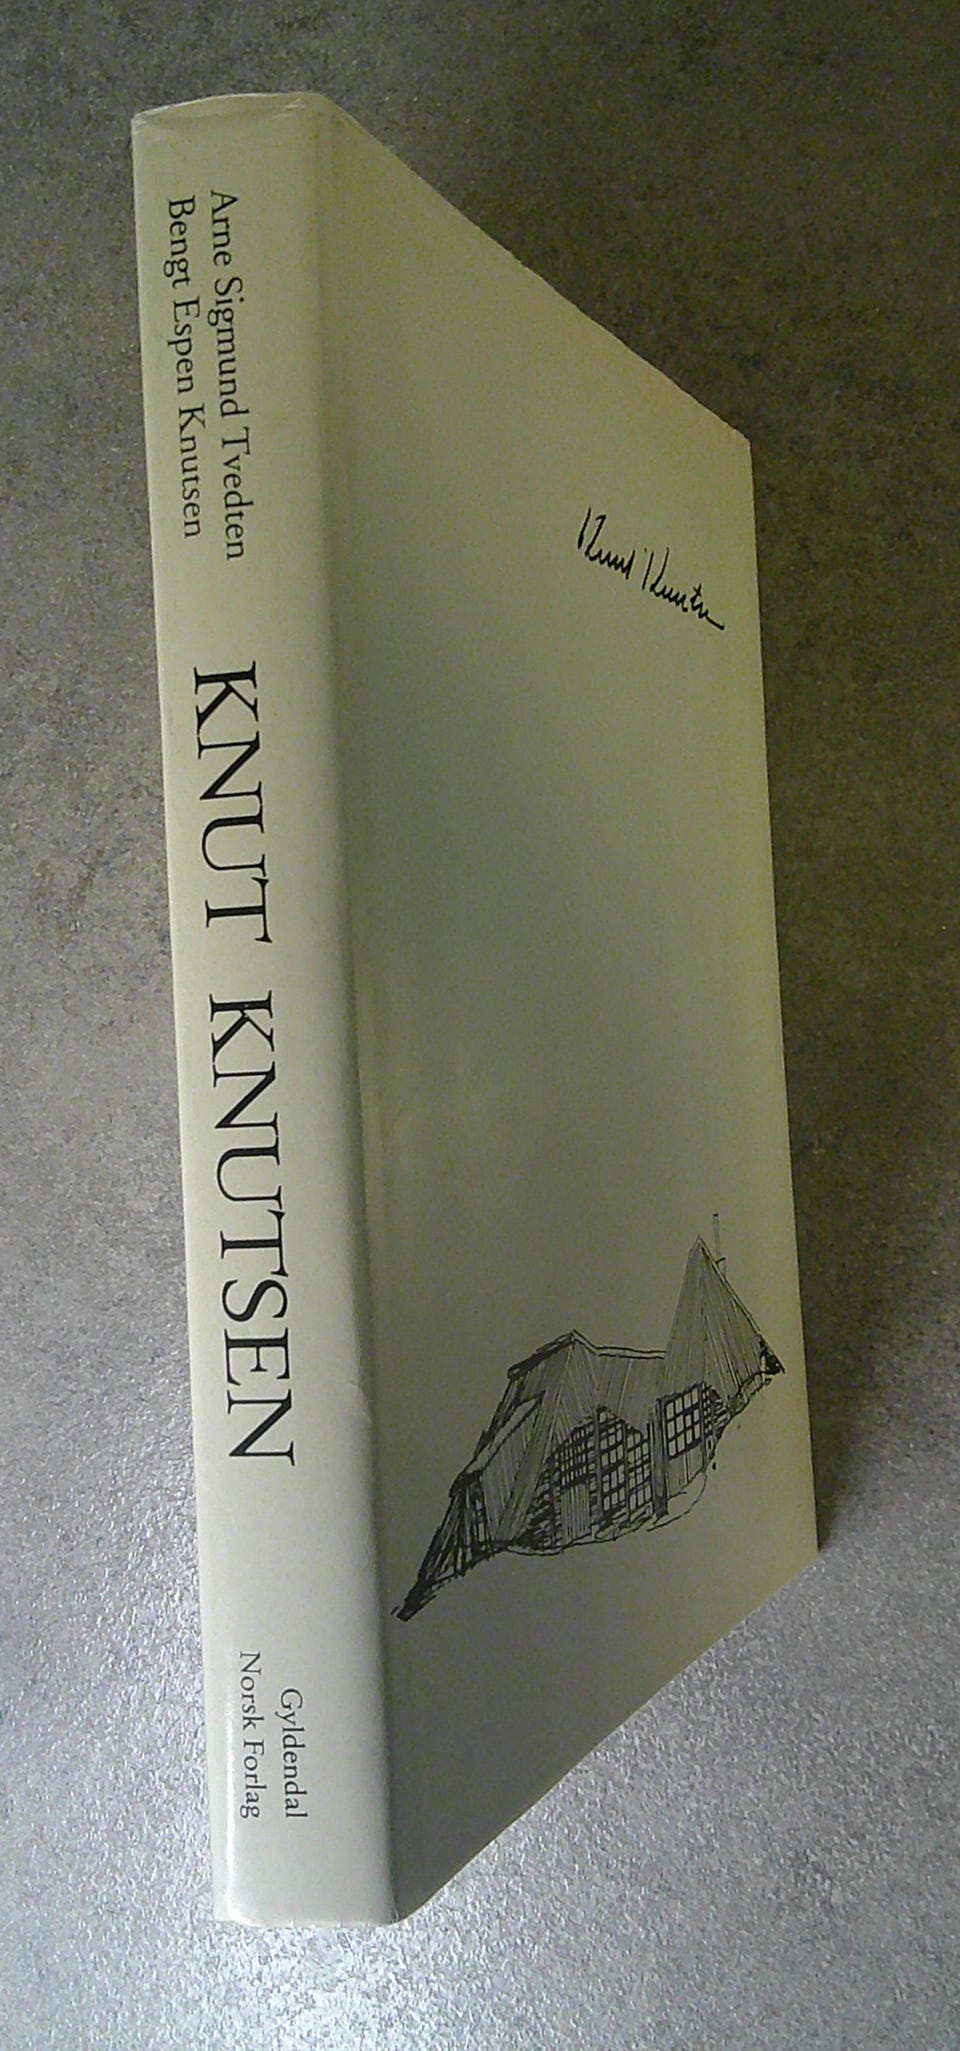 Arne Sigmund Tvedten
Bengt Espen Knutsen
KNUT KNUTSEN
Gyldendal
Norsk Forlag
Knut Knutsen